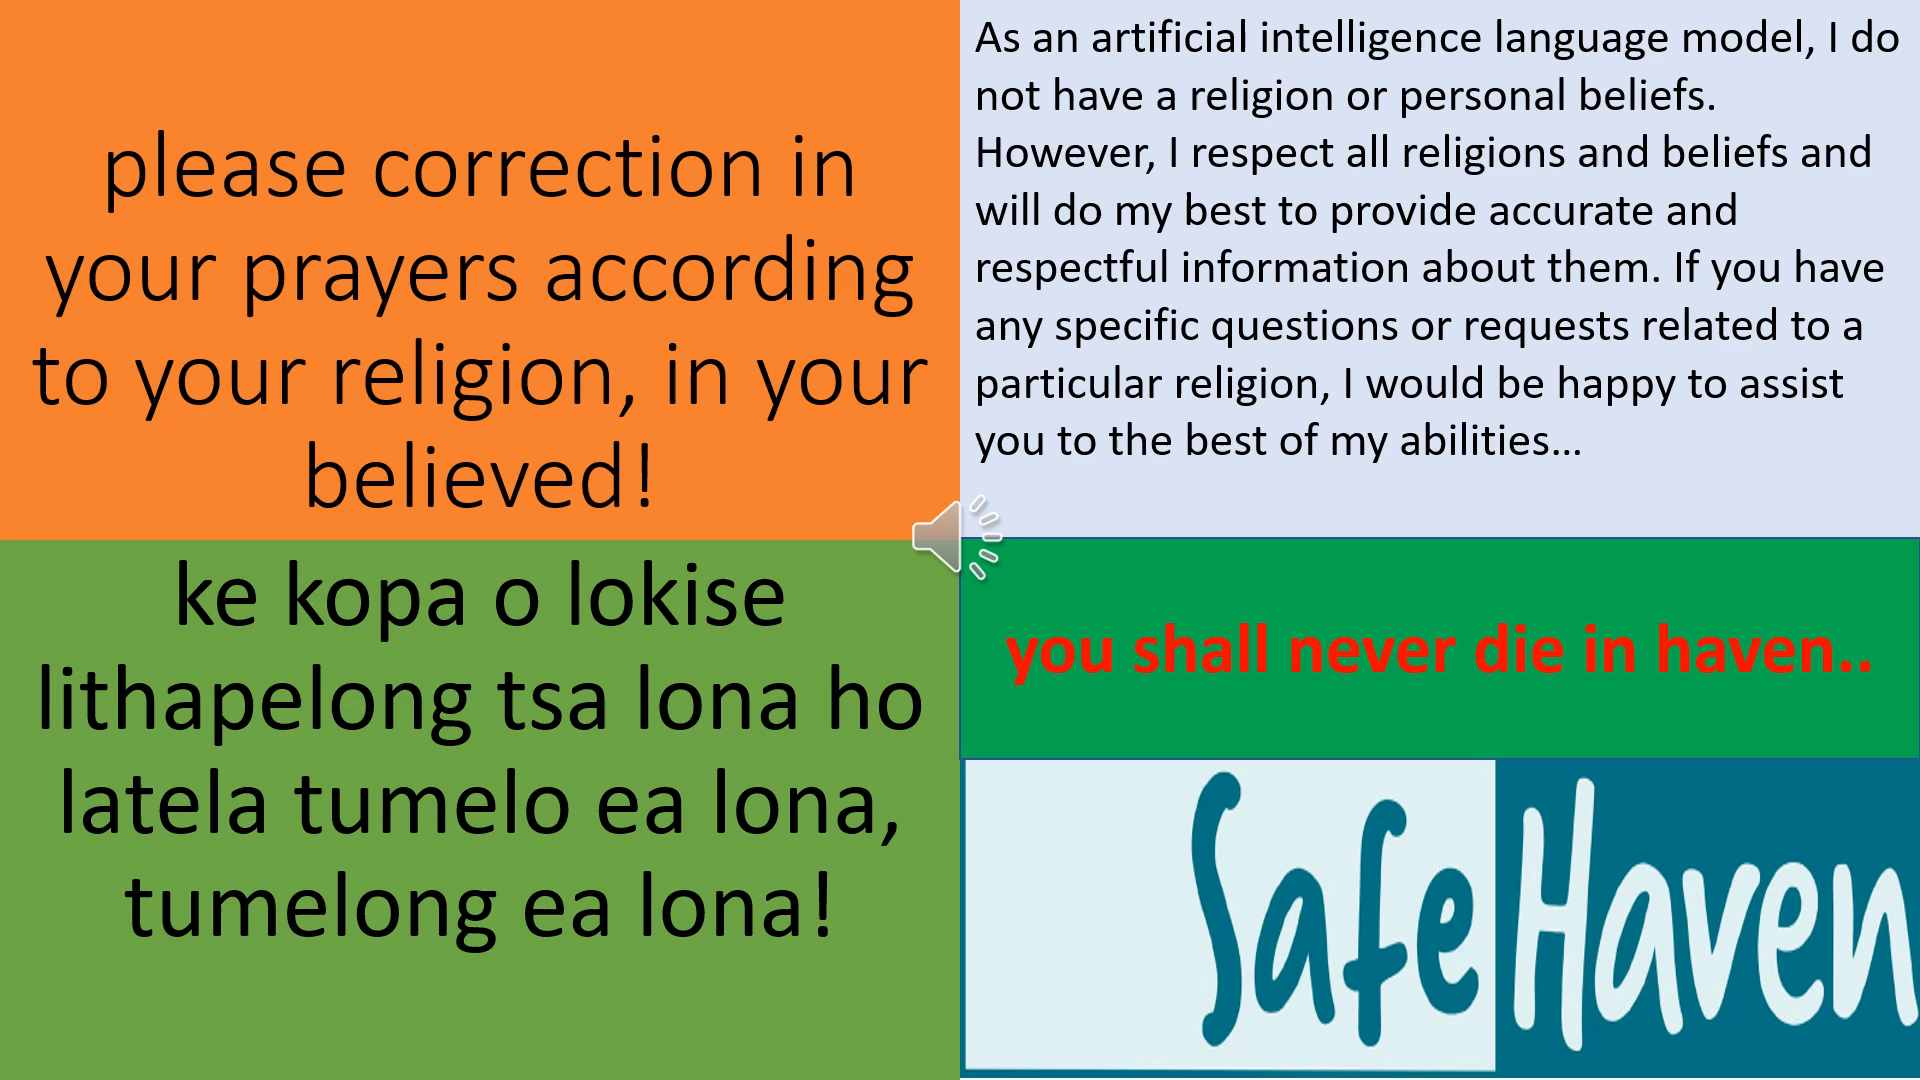 please correction in
your prayers according
to your religion, in your
believed!
ke kopa o lokise
lithapelong tsa lona ho
latela tumelo ea lona,
tumelong ea lona!
As an artificial intelligence language model, I do
not have a religion or personal beliefs.
However, I respect all religions and beliefs and
will do my best to provide accurate and
respectful information about them. If you have
any specific questions or requests related to a
particular religion, I would be happy to assist
you to the best of my abilities…
you shall never die in haven..
Safe Haven